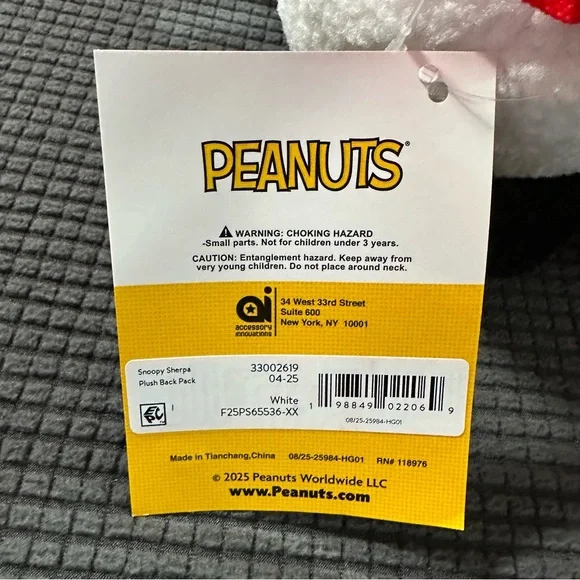 PEANUTS®
⚠ WARNING: CHOKING HAZARD
-Small parts. Not for children under 3 years.
CAUTION: Entanglement hazard. Keep away from
very young children. Do not place around neck.
ai
accessory
innovations
34 West 33rd Street
Suite 600
New York, NY 10001
Snoopy Sherpa
Plush Back Pack
33002619
04-25
White
F25PS65536-XX
1 98849 02206 9
08/25-25984-HG01
Made in Tianchang,China 08/25-25984-HG01 RN# 118976
© 2025 Peanuts Worldwide LLC
www.Peanuts.com